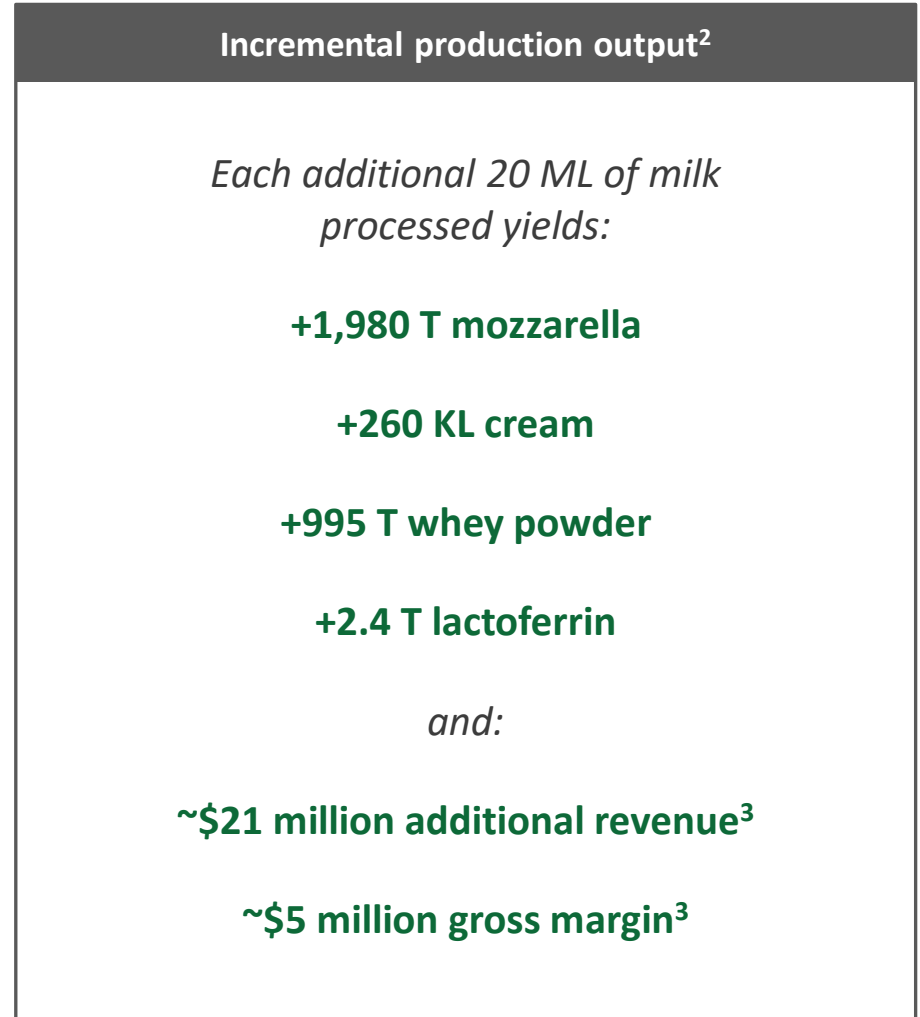 Incremental production output²
Each additional 20 ML of milk
processed yields:
+1,980 T mozzarella
+260 KL cream
+995 T whey powder
+2.4 T lactoferrin
and:
~$21 million additional revenue³
~$5 million gross margin³